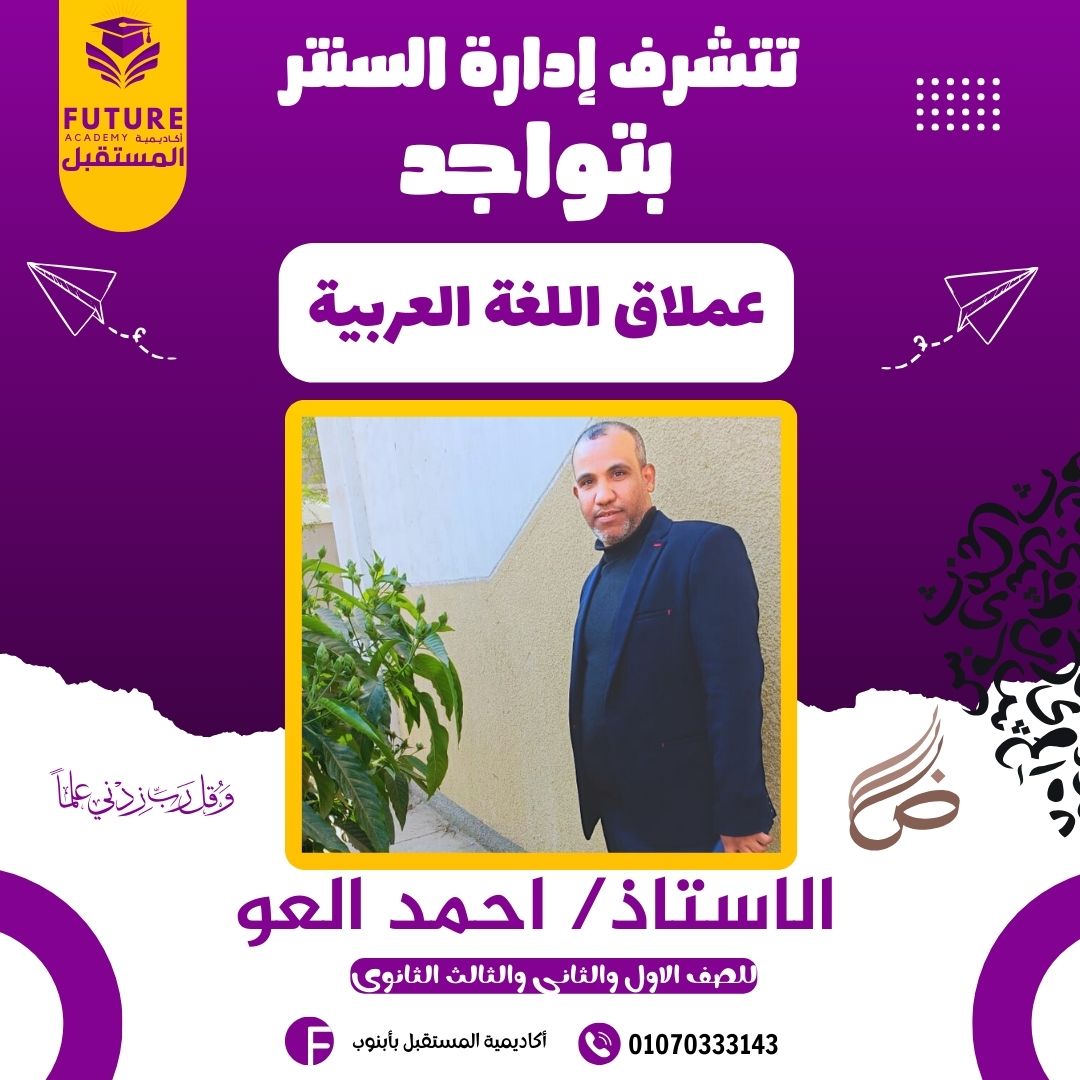 FUTURE
ACADEMY أكاديمية
المستقبل
تتشرف إدارة السنتر
بتواجد
عملاق اللغة العربية
وَقُل رَبِّ زِدْنِي عِلْمًا
ض
الاستاذ/ احمد العو
للصف الاول والثانى والثالث الثانوى
F أكاديمية المستقبل بأبنوب 01070333143